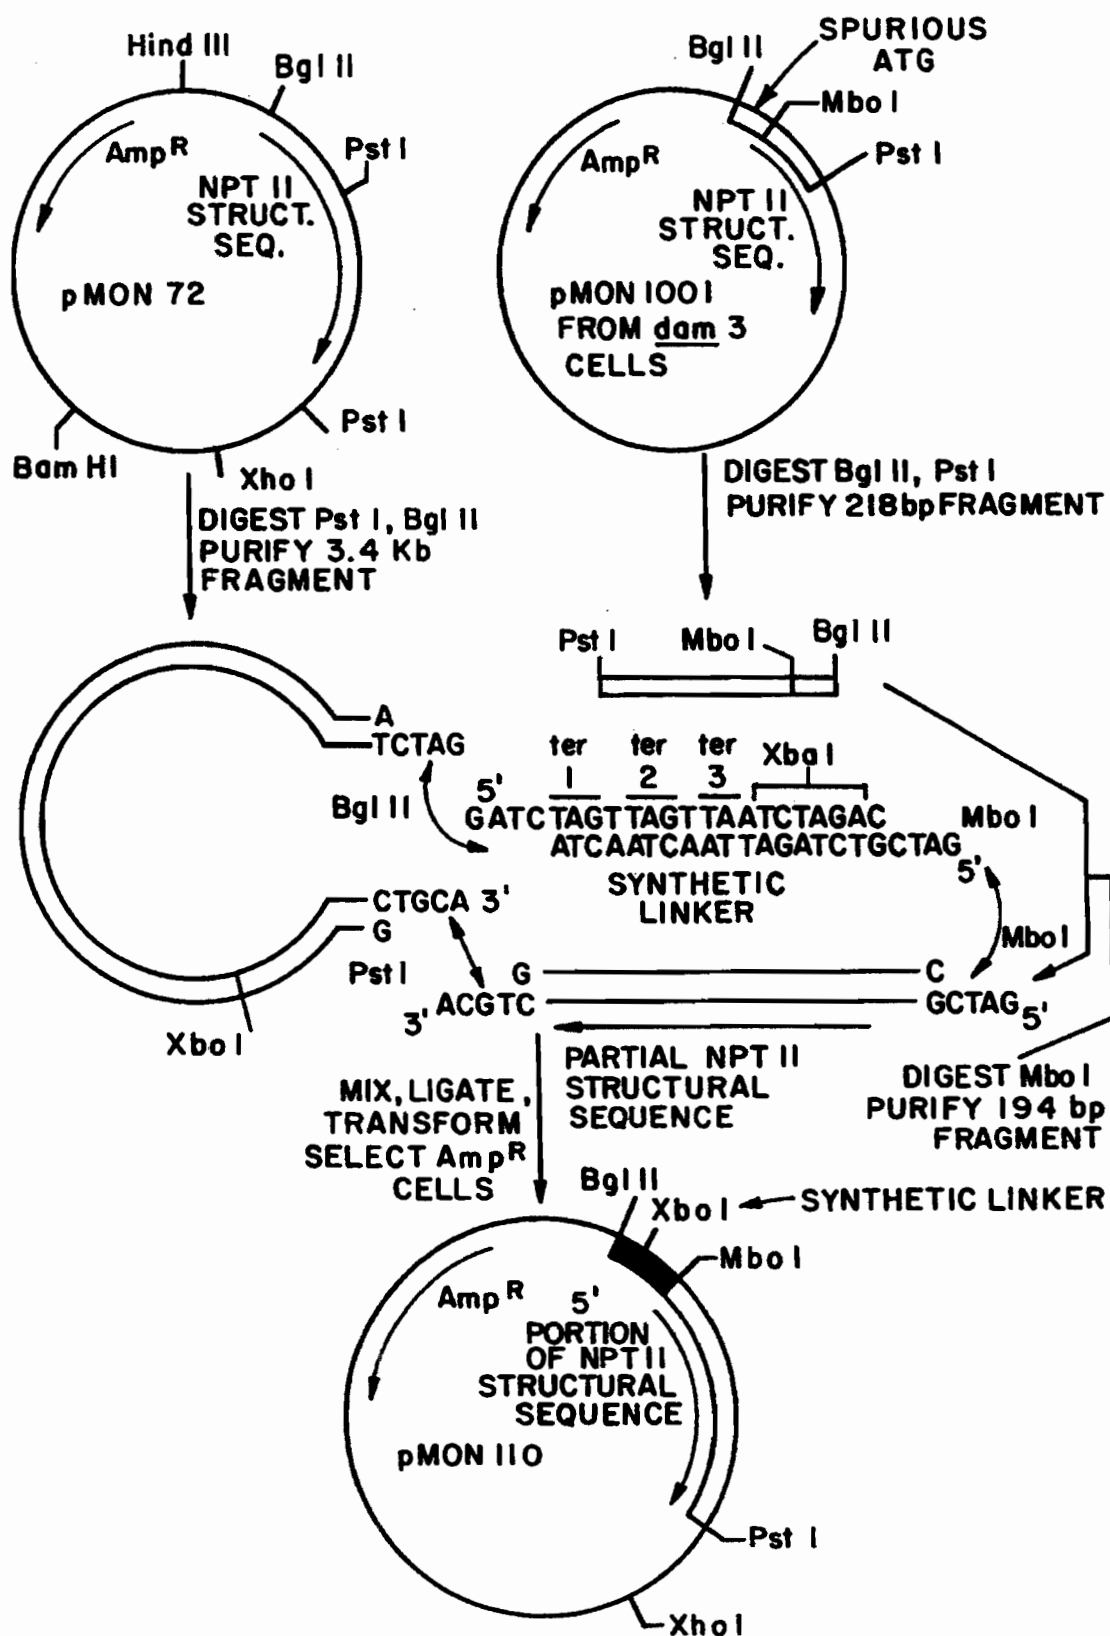 Hind III
Bgl II
Pst I
Amp R
NPT II
STRUCT.
SEQ.
pMON 72
Pst I
Bam HI
Xho I
SPURIOUS
ATG
Bgl II
Mbo I
Pst I
Amp R
NPT II
STRUCT.
SEQ.
pMON 1001
FROM dam 3
CELLS
DIGEST Pst I, Bgl II
PURIFY 3.4 Kb
FRAGMENT
DIGEST Bgl II, Pst I
PURIFY 218bp FRAGMENT
Pst I
Mbo I
Bgl II
A
TCTAG
Bgl II
ter
1
ter
2
ter
3
Xba I
5'
GATCTAGTTAGTTAATCTAGAC
ATCAATCAATTAGATCTGCTAG
Mbo I
5'
SYNTHETIC
LINKER
CTGCA 3'
G
Pst I
Xbo I
G
C
3' ACGTC
GCTAG 5'
Mbo I
PARTIAL NPT II
STRUCTURAL
SEQUENCE
DIGEST Mbo I
PURIFY 194 bp
FRAGMENT
MIX, LIGATE,
TRANSFORM
SELECT Amp R
CELLS
Bgl II
Xbo I
SYNTHETIC LINKER
Mbo I
Amp R
5'
PORTION
OF NPT II
STRUCTURAL
SEQUENCE
pMON 110
Pst I
Xho I